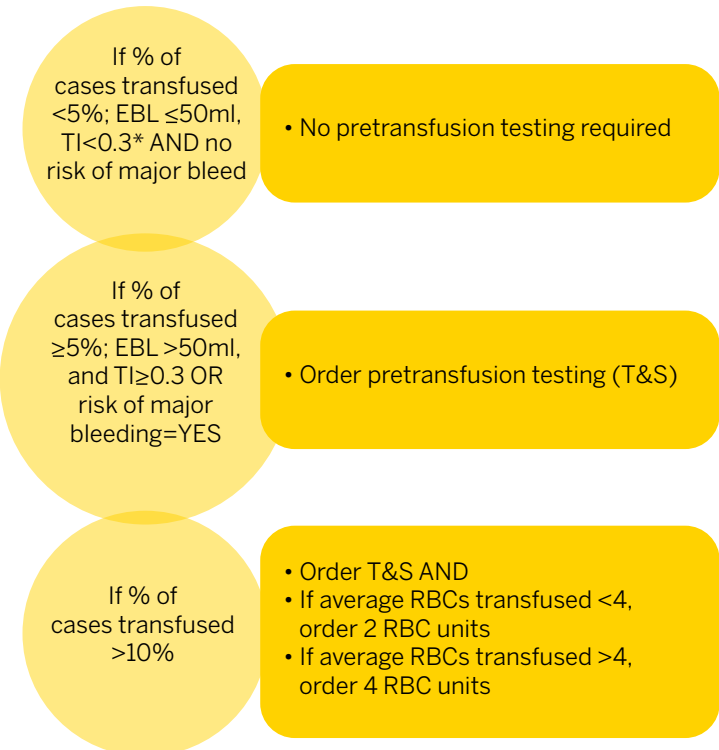 If % of
cases transfused
<5%; EBL ≤50ml,
TI<0.3* AND no
risk of major bleed
• No pretransfusion testing required
If % of
cases transfused
≥5%; EBL >50ml,
and TI≥0.3 OR
risk of major
bleeding=YES
• Order pretransfusion testing (T&S)
If % of
cases transfused
>10%
• Order T&S AND
• If average RBCs transfused <4,
order 2 RBC units
• If average RBCs transfused >4,
order 4 RBC units